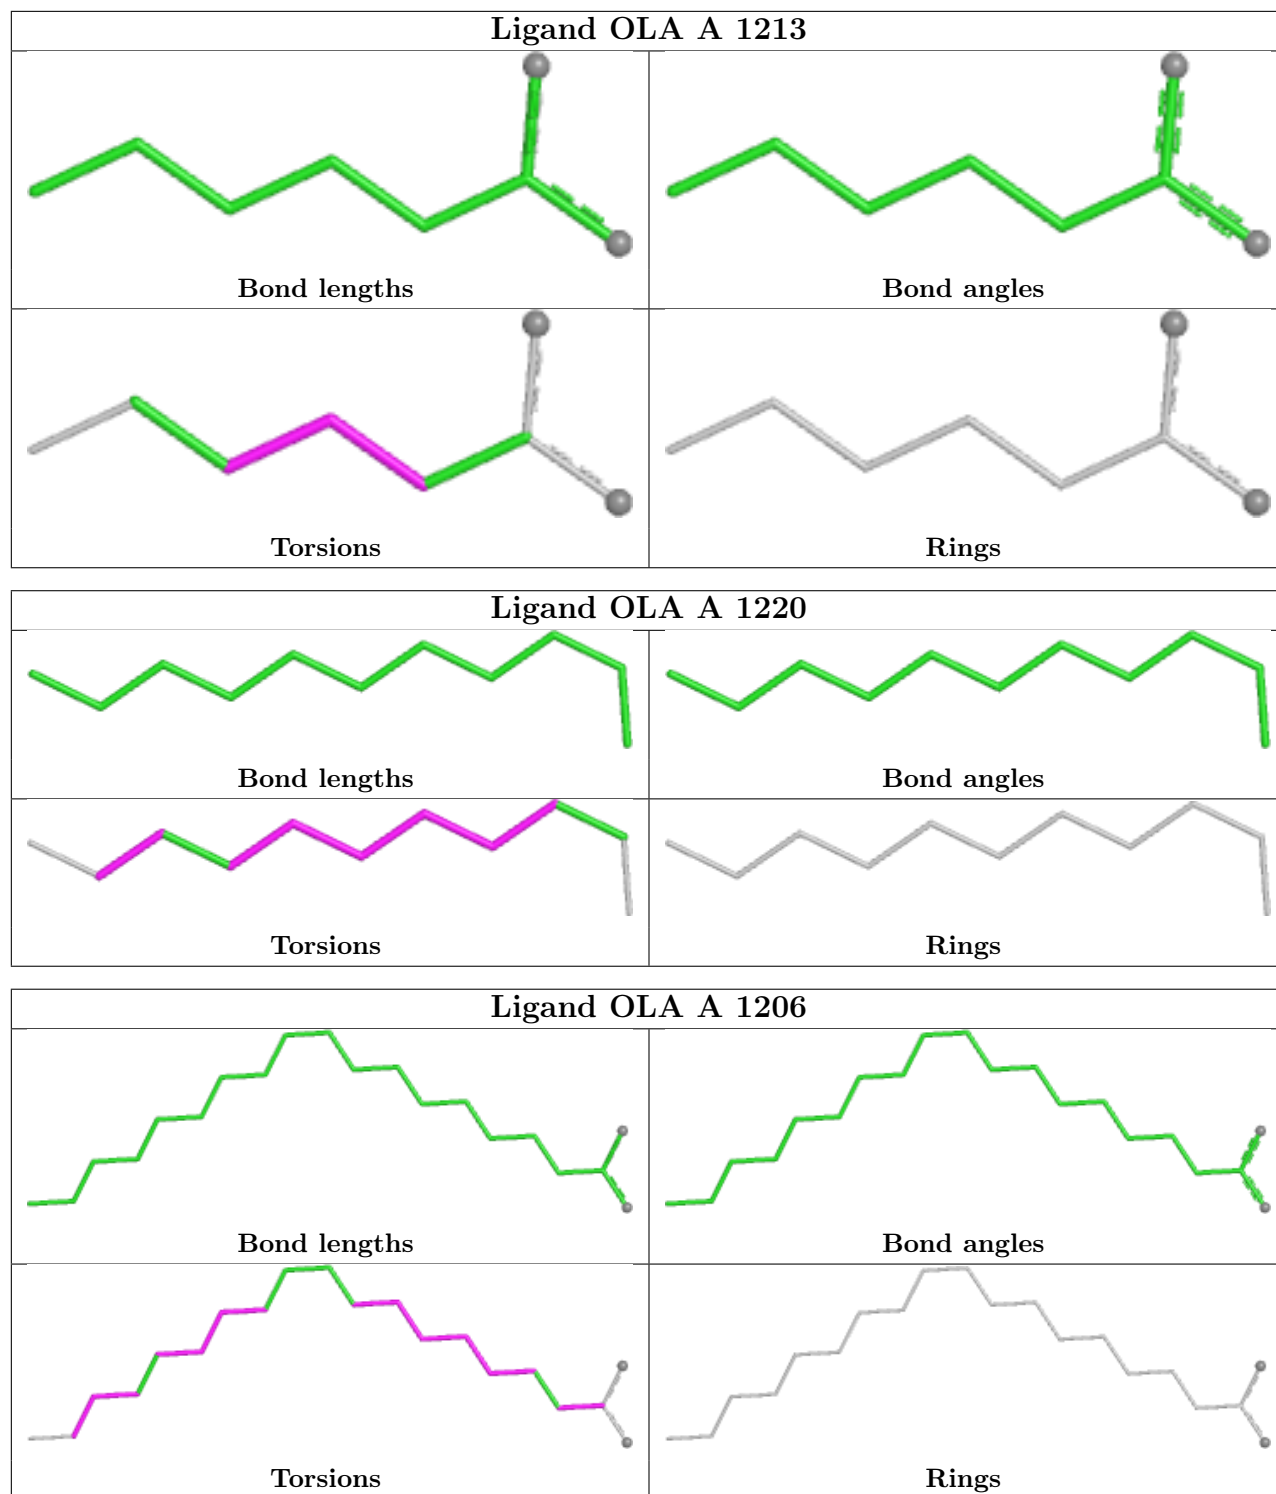 Ligand OLA A 1213
Bond lengths
Bond angles
Torsions
Rings
Ligand OLA A 1220
Bond lengths
Bond angles
Torsions
Rings
Ligand OLA A 1206
Bond lengths
Bond angles
Torsions
Rings